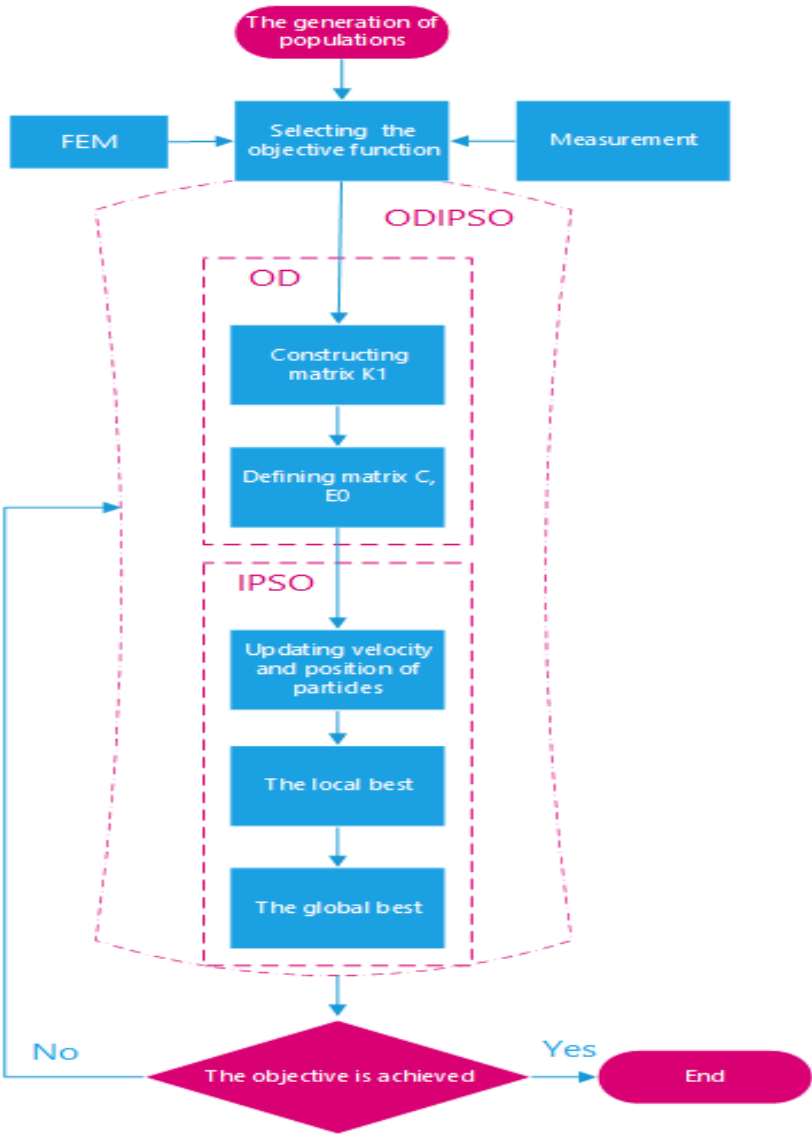 The generation of
populations
FEM
Selecting the
objective function
Measurement
ODIPSO
OD
Constructing
matrix K1
Defining matrix C,
E0
IPSO
Updating velocity
and position of
particles
The local best
The global best
No
The objective is achieved
Yes
End